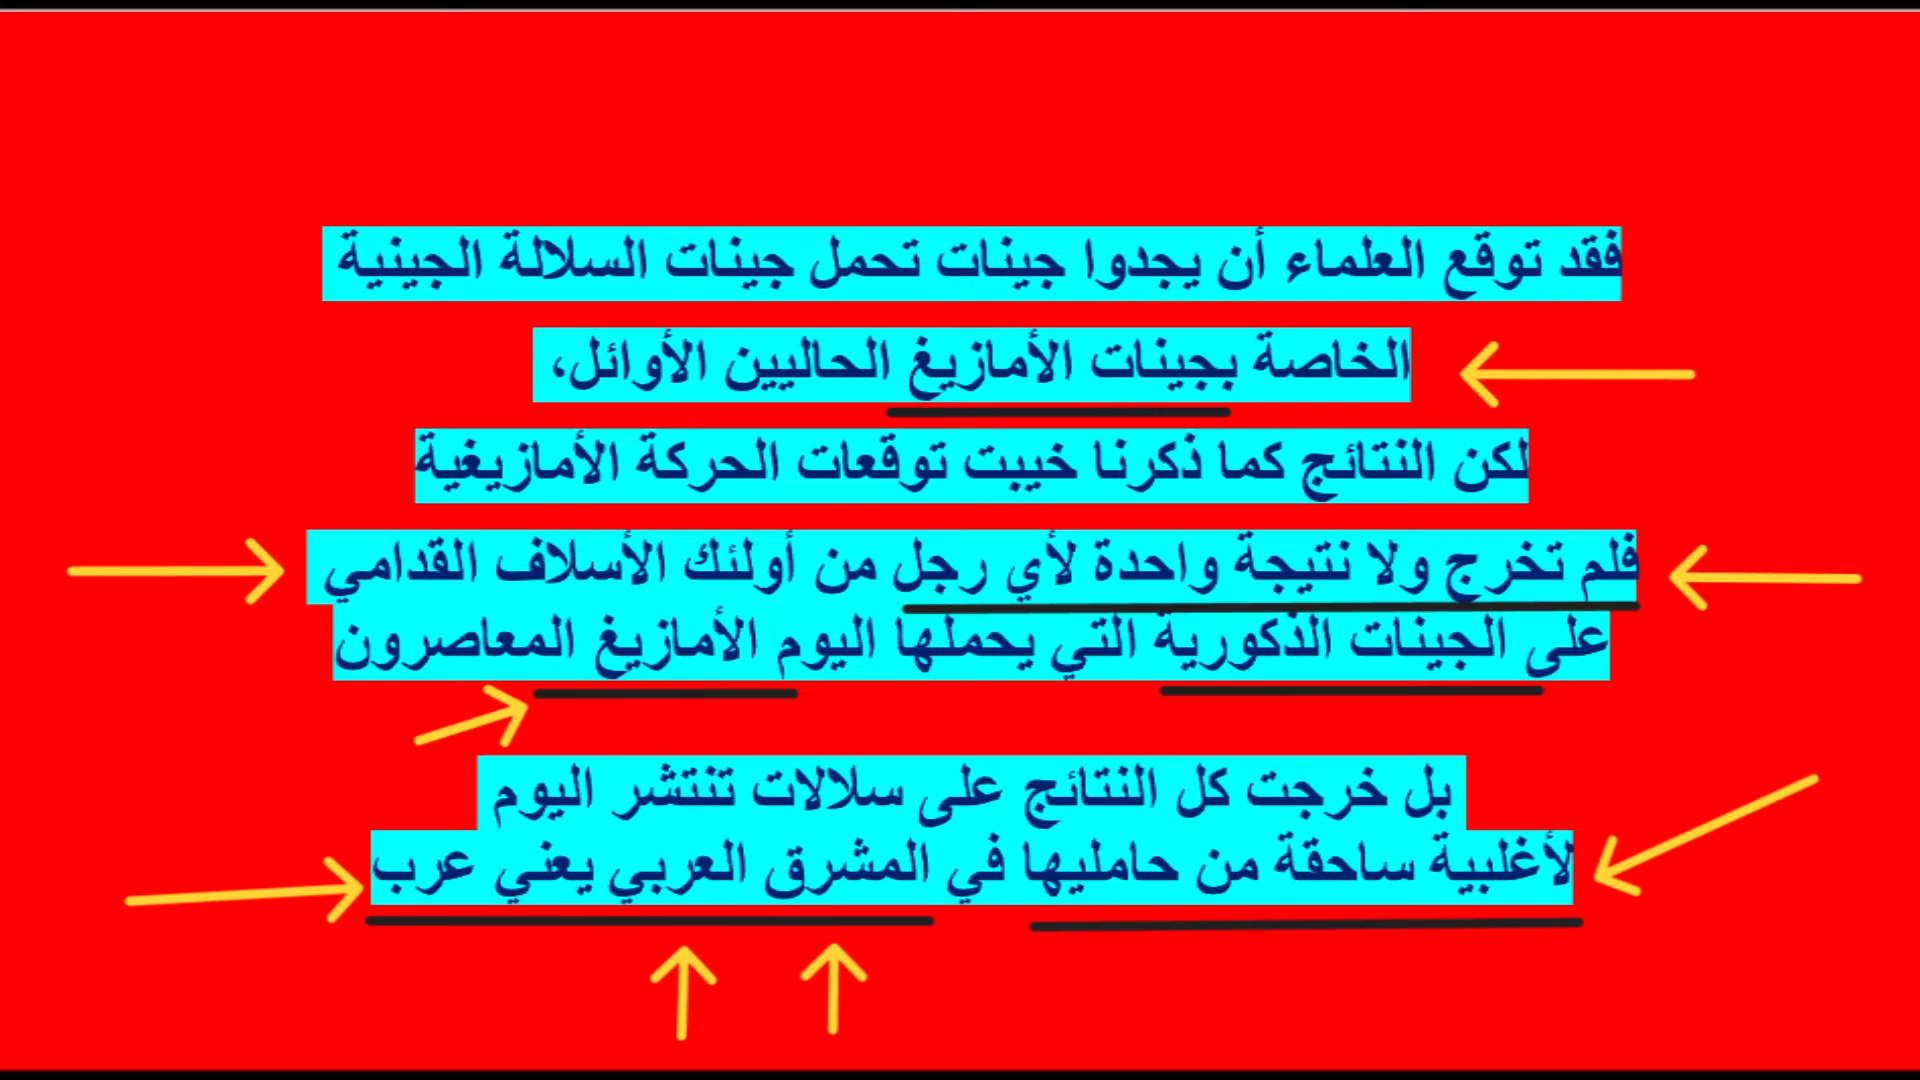 فقد توقع العلماء أن يجدوا جينات تحمل جينات السلالة الجينية
الخاصة بجينات الأمازيغ الحاليين الأوائل،
لكن النتائج كما ذكرنا خيبت توقعات الحركة الأمازيغية
فلم تخرج ولا نتيجة واحدة لأي رجل من أولئك الأسلاف القدامي
على الجينات الذكورية التي يحملها اليوم الأمازيغ المعاصرون
بل خرجت كل النتائج على سلالات تنتشر اليوم
لأغلبية ساحقة من حامليها في المشرق العربي يعني عرب